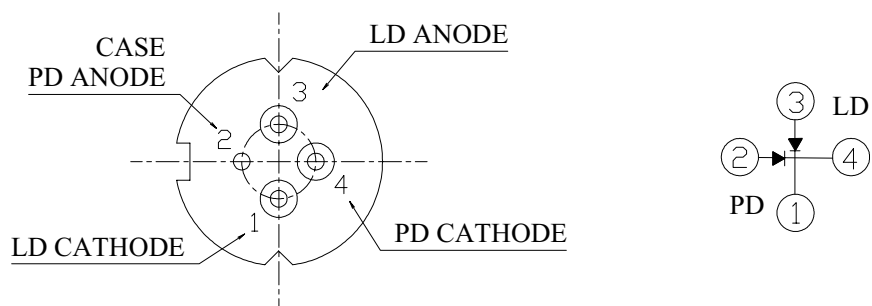 CASE
PD ANODE
LD ANODE
3
2
4
1
LD CATHODE
PD CATHODE
3
LD
2
4
PD
1